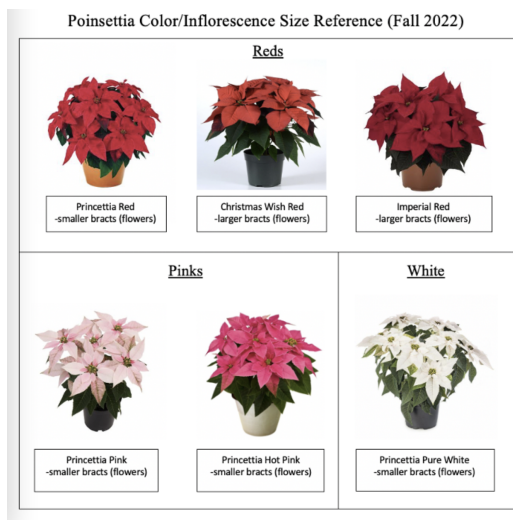 Poinsettia Color/Inflorescence Size Reference (Fall 2022)
Reds
Princettia Red
-smaller bracts (flowers)
Christmas Wish Red
-larger bracts (flowers)
Imperial Red
-larger bracts (flowers)
Pinks
White
Princettia Pink
-smaller bracts (flowers)
Princettia Hot Pink
-smaller bracts (flowers)
Princettia Pure White
-smaller bracts (flowers)